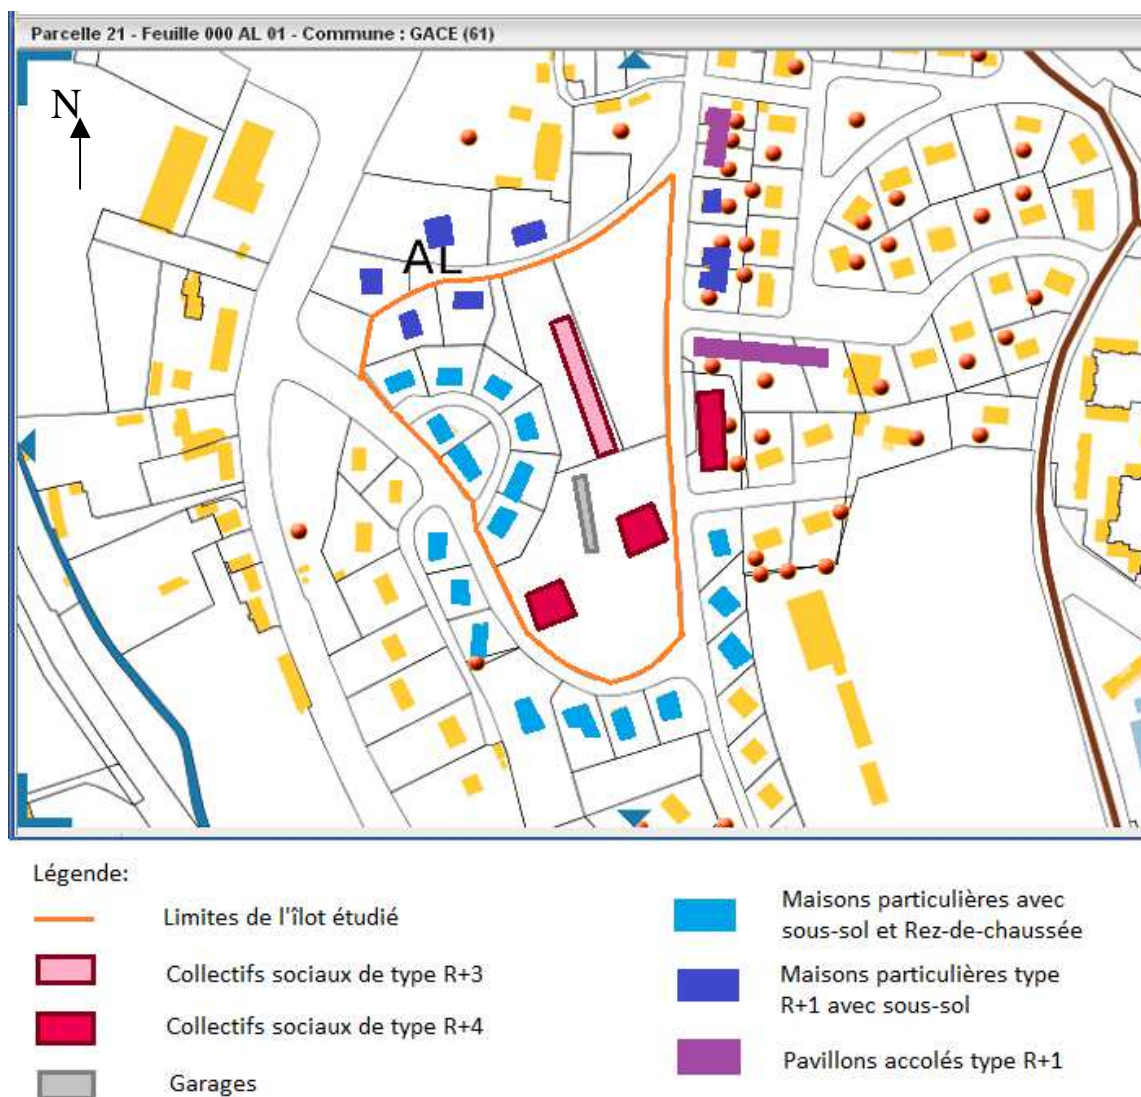 Parcelle 21 - Feuille 000 AL 01 - Commune : GACE (61)
N
AL
Légende:
Limites de l'îlot étudié
Collectifs sociaux de type R+3
Collectifs sociaux de type R+4
Garages
Maisons particulières avec
sous-sol et Rez-de-chaussée
Maisons particulières type
R+1 avec sous-sol
Pavillons accolés type R+1